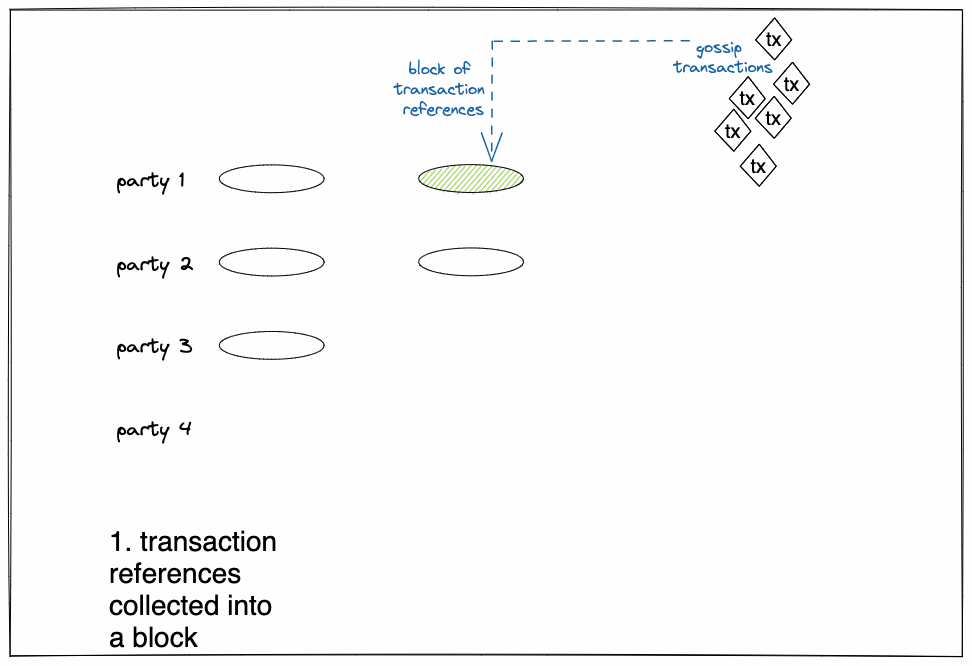 tx
gossip
transactions
tx
tx
tx
tx
tx
block of
transaction
references
party 1
party 2
party 3
party 4
1. transaction
references
collected into
a block